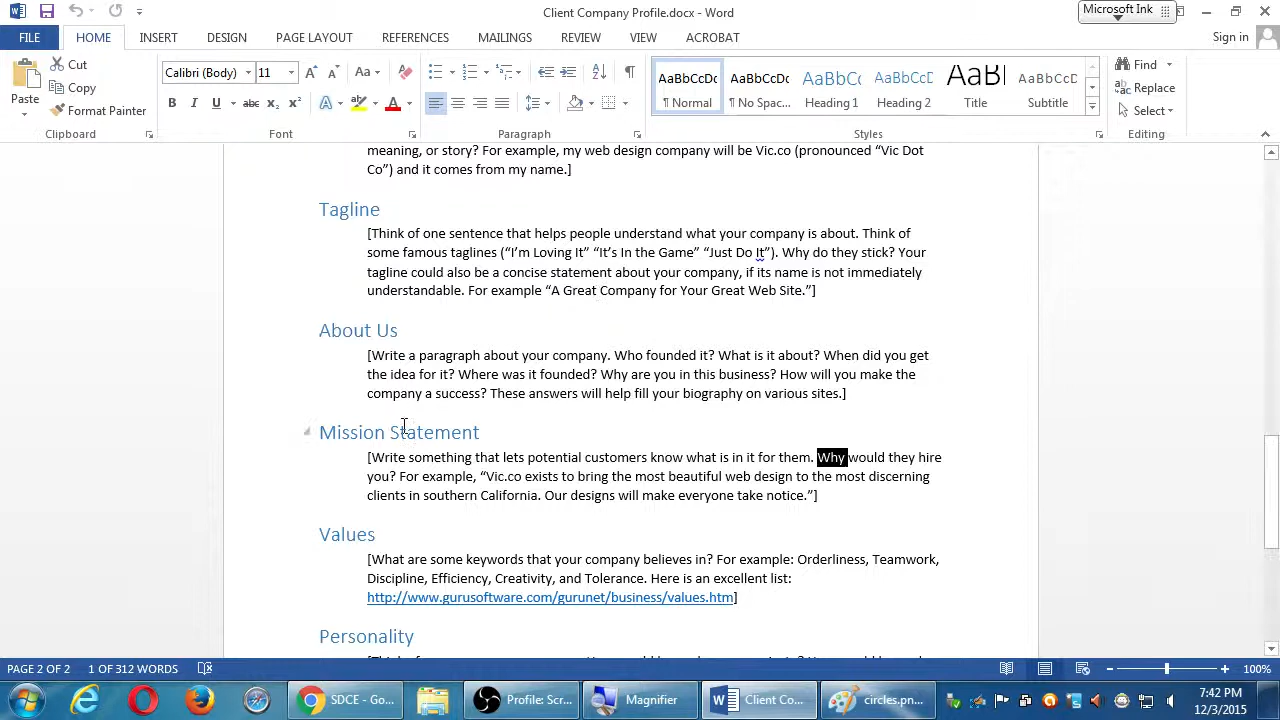 Client Company Profile.docx - Word
Microsoft Ink
FILE HOME INSERT DESIGN PAGE LAYOUT REFERENCES MAILINGS REVIEW VIEW ACROBAT Sign in
Paste
Cut
Copy
Format Painter
Calibri (Body) 11
AaBbCcDc AaBbCcDc AaBbCc AaBbCcD AaB AaBbCcD
¶ Normal ¶ No Spac... Heading 1 Heading 2 Title Subtitle
Find
Replace
Select
Clipboard Font Paragraph Styles Editing
meaning, or story? For example, my web design company will be Vic.co (pronounced “Vic Dot
Co”) and it comes from my name.]
Tagline
[Think of one sentence that helps people understand what your company is about. Think of
some famous taglines (“I’m Loving It” “It’s In the Game” “Just Do It”). Why do they stick? Your
tagline could also be a concise statement about your company, if its name is not immediately
understandable. For example “A Great Company for Your Great Web Site.”]
About Us
[Write a paragraph about your company. Who founded it? What is it about? When did you get
the idea for it? Where was it founded? Why are you in this business? How will you make the
company a success? These answers will help fill your biography on various sites.]
Mission Statement
[Write something that lets potential customers know what is in it for them. Why would they hire
you? For example, “Vic.co exists to bring the most beautiful web design to the most discerning
clients in southern California. Our designs will make everyone take notice.”]
Values
[What are some keywords that your company believes in? For example: Orderliness, Teamwork,
Discipline, Efficiency, Creativity, and Tolerance. Here is an excellent list:
http://www.gurusoftware.com/gurunet/business/values.htm]
Personality
PAGE 2 OF 2 1 OF 312 WORDS 100%
SDCE - Go... Profile: Scr... Magnifier Client Co... circles.pn...
7:42 PM
12/3/2015